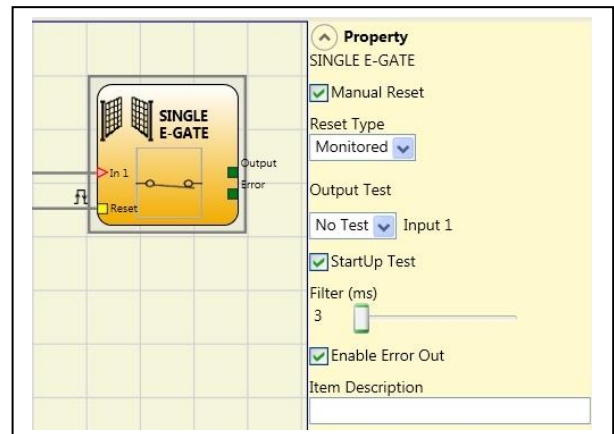 SINGLE
E-GATE
In 1
Reset
Output
Error
Property
SINGLE E-GATE
Manual Reset
Reset Type
Monitored
Output Test
No Test Input 1
StartUp Test
Filter (ms)
3
Enable Error Out
Item Description